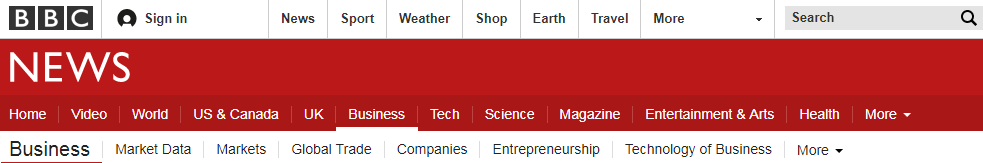 BBC Sign in News Sport Weather Shop Earth Travel More Search
NEWS
Home Video World US & Canada UK Business Tech Science Magazine Entertainment & Arts Health More
Business Market Data Markets Global Trade Companies Entrepreneurship Technology of Business More